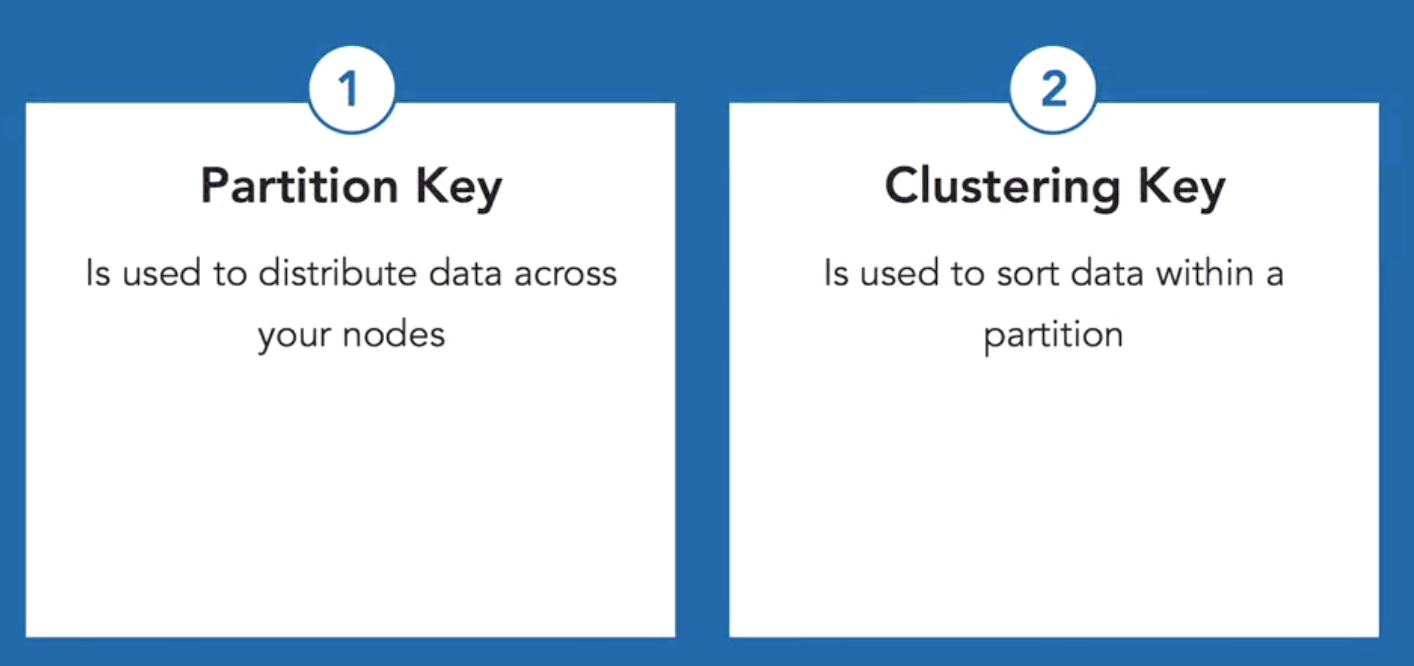 1
Partition Key
Is used to distribute data across
your nodes
2
Clustering Key
Is used to sort data within a
partition